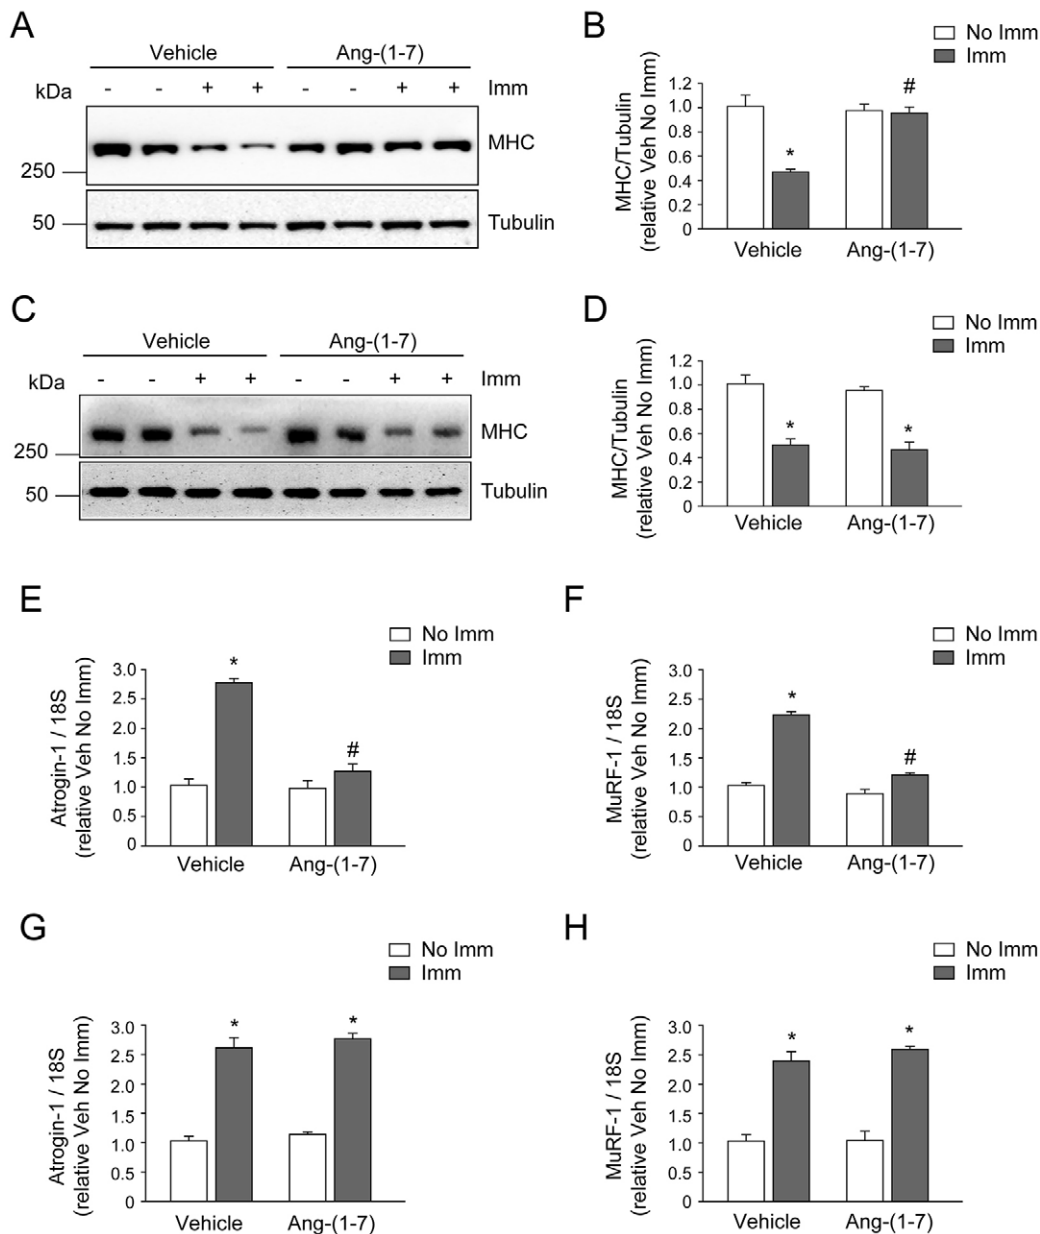 A
Vehicle Ang-(1-7)
kDa - - + + - - + + Imm
MHC
250
50 Tubulin
B
No Imm
Imm
MHC/Tubulin
(relative Veh No Imm)
1.2
1.0
0.6
0.4
1.2
0
* #
Vehicle Ang-(1-7)
C
Vehicle Ang-(1-7)
kDa - - + + - - + + Imm
MHC
250
50 Tubulin
D
No Imm
Imm
MHC/Tubulin
(relative Veh No Imm)
1.2
1.0
1.2
0.6
0.4
1.2
0
* *
Vehicle Ang-(1-7)
E
No Imm
Imm
Atrogin-1 / 18S
(relative Veh No Imm)
3.0
2.5
2.0
1.5
1.0
0.5
0
* #
Vehicle Ang-(1-7)
F
No Imm
Imm
MuRF-1 / 18S
(relative Veh No Imm)
3.0
2.5
2.0
1.5
1.0
0.5
0
* #
Vehicle Ang-(1-7)
G
No Imm
Imm
Atrogin-1 / 18S
(relative Veh No Imm)
3.0
2.5
2.0
1.5
1.0
0.5
0
* *
Vehicle Ang-(1-7)
H
No Imm
Imm
MuRF-1 / 18S
(relative Veh No Imm)
3.0
2.5
2.0
1.5
1.0
0.5
0
* *
Vehicle Ang-(1-7)